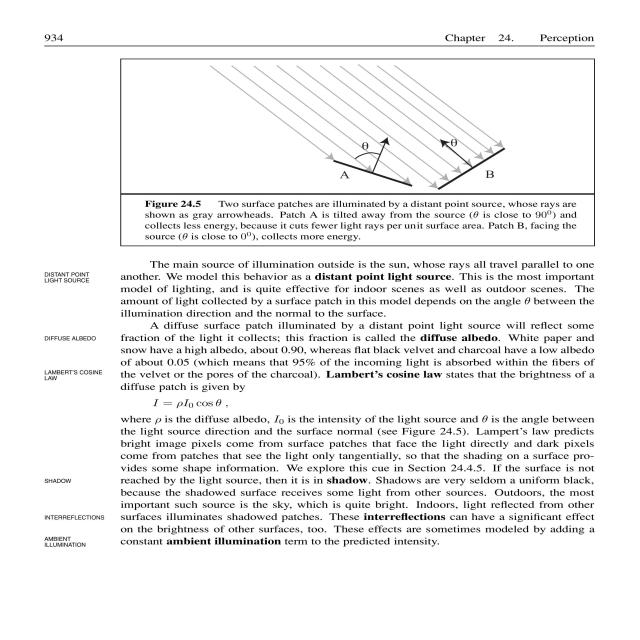 934 Chapter 24. Perception
θ
θ
A
B
Figure 24.5 Two surface patches are illuminated by a distant point source, whose rays are
shown as gray arrowheads. Patch A is tilted away from the source (θ is close to 90⁰) and
collects less energy, because it cuts fewer light rays per unit surface area. Patch B, facing the
source (θ is close to 0⁰), collects more energy.
The main source of illumination outside is the sun, whose rays all travel parallel to one
DISTANT POINT
LIGHT SOURCE
another. We model this behavior as a distant point light source. This is the most important
model of lighting, and is quite effective for indoor scenes as well as outdoor scenes. The
amount of light collected by a surface patch in this model depends on the angle θ between the
illumination direction and the normal to the surface.
A diffuse surface patch illuminated by a distant point light source will reflect some
DIFFUSE ALBEDO
fraction of the light it collects; this fraction is called the diffuse albedo. White paper and
snow have a high albedo, about 0.90, whereas flat black velvet and charcoal have a low albedo
of about 0.05 (which means that 95% of the incoming light is absorbed within the fibers of
LAMBERT'S COSINE
LAW
the velvet or the pores of the charcoal). Lambert's cosine law states that the brightness of a
diffuse patch is given by
I = ρI₀ cos θ ,
where ρ is the diffuse albedo, I₀ is the intensity of the light source and θ is the angle between
the light source direction and the surface normal (see Figure 24.5). Lampert's law predicts
bright image pixels come from surface patches that face the light directly and dark pixels
come from patches that see the light only tangentially, so that the shading on a surface pro-
vides some shape information. We explore this cue in Section 24.4.5. If the surface is not
SHADOW
reached by the light source, then it is in shadow. Shadows are very seldom a uniform black,
because the shadowed surface receives some light from other sources. Outdoors, the most
important such source is the sky, which is quite bright. Indoors, light reflected from other
INTERREFLECTIONS
surfaces illuminates shadowed patches. These interreflections can have a significant effect
on the brightness of other surfaces, too. These effects are sometimes modeled by adding a
AMBIENT
ILLUMINATION
constant ambient illumination term to the predicted intensity.